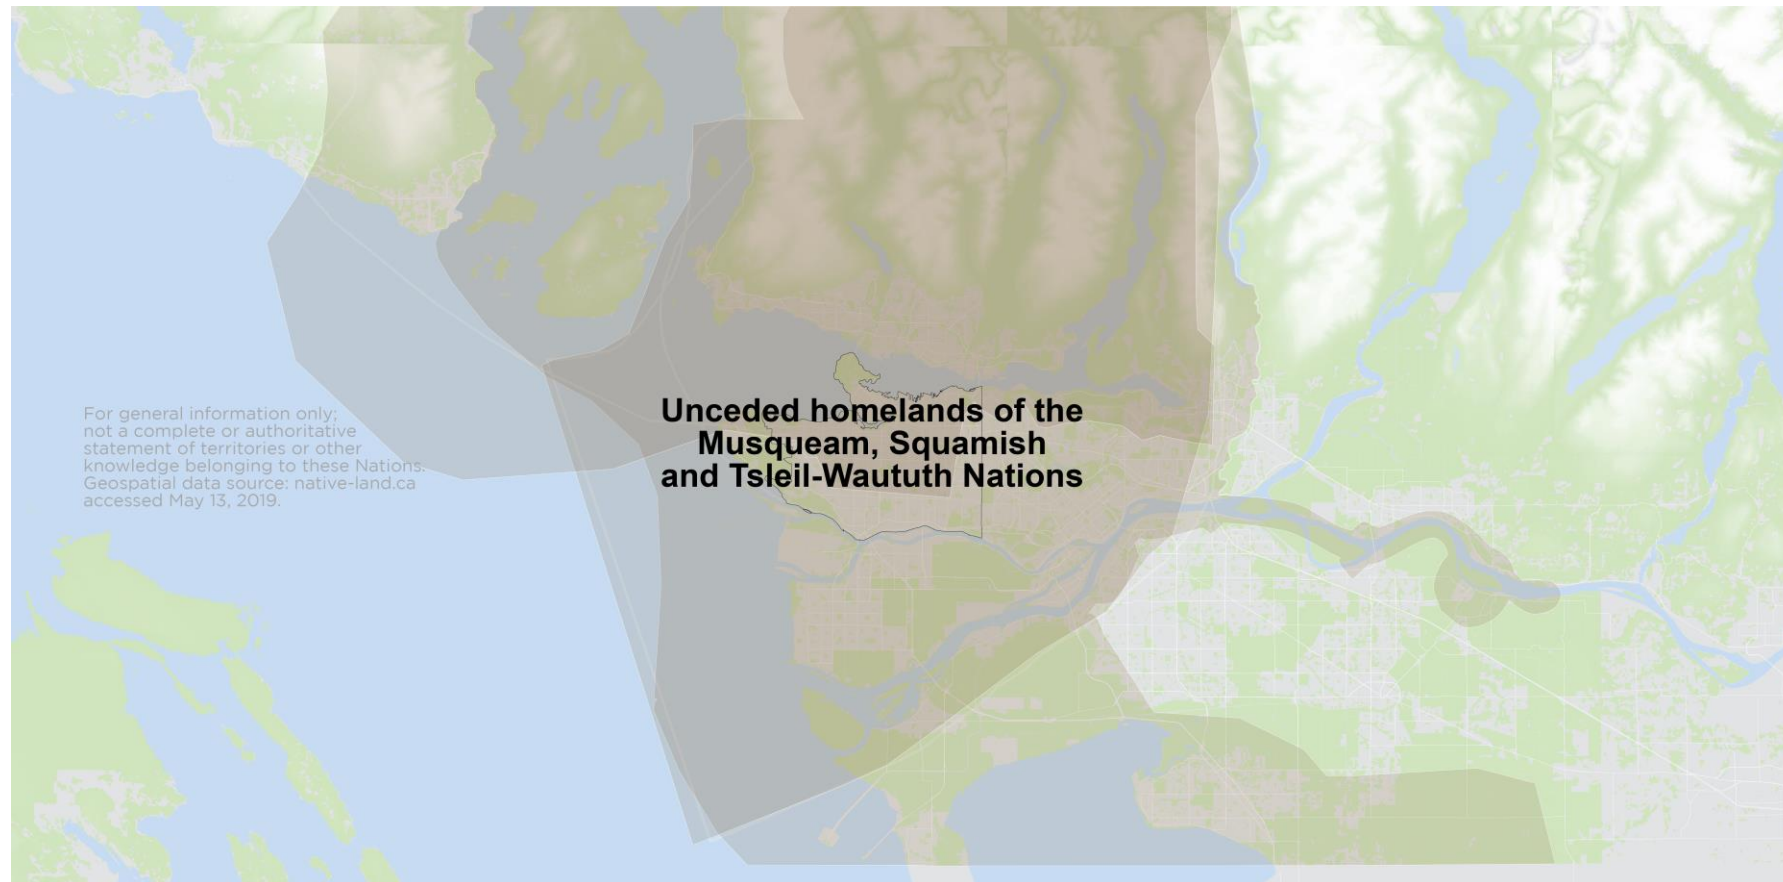 Unceded homelands of the
Musqueam, Squamish
and Tsleil-Waututh Nations
For general information only;
not a complete or authoritative
statement of territories or other
knowledge belonging to these Nations.
Geospatial data source: native-land.ca
accessed May 13, 2019.